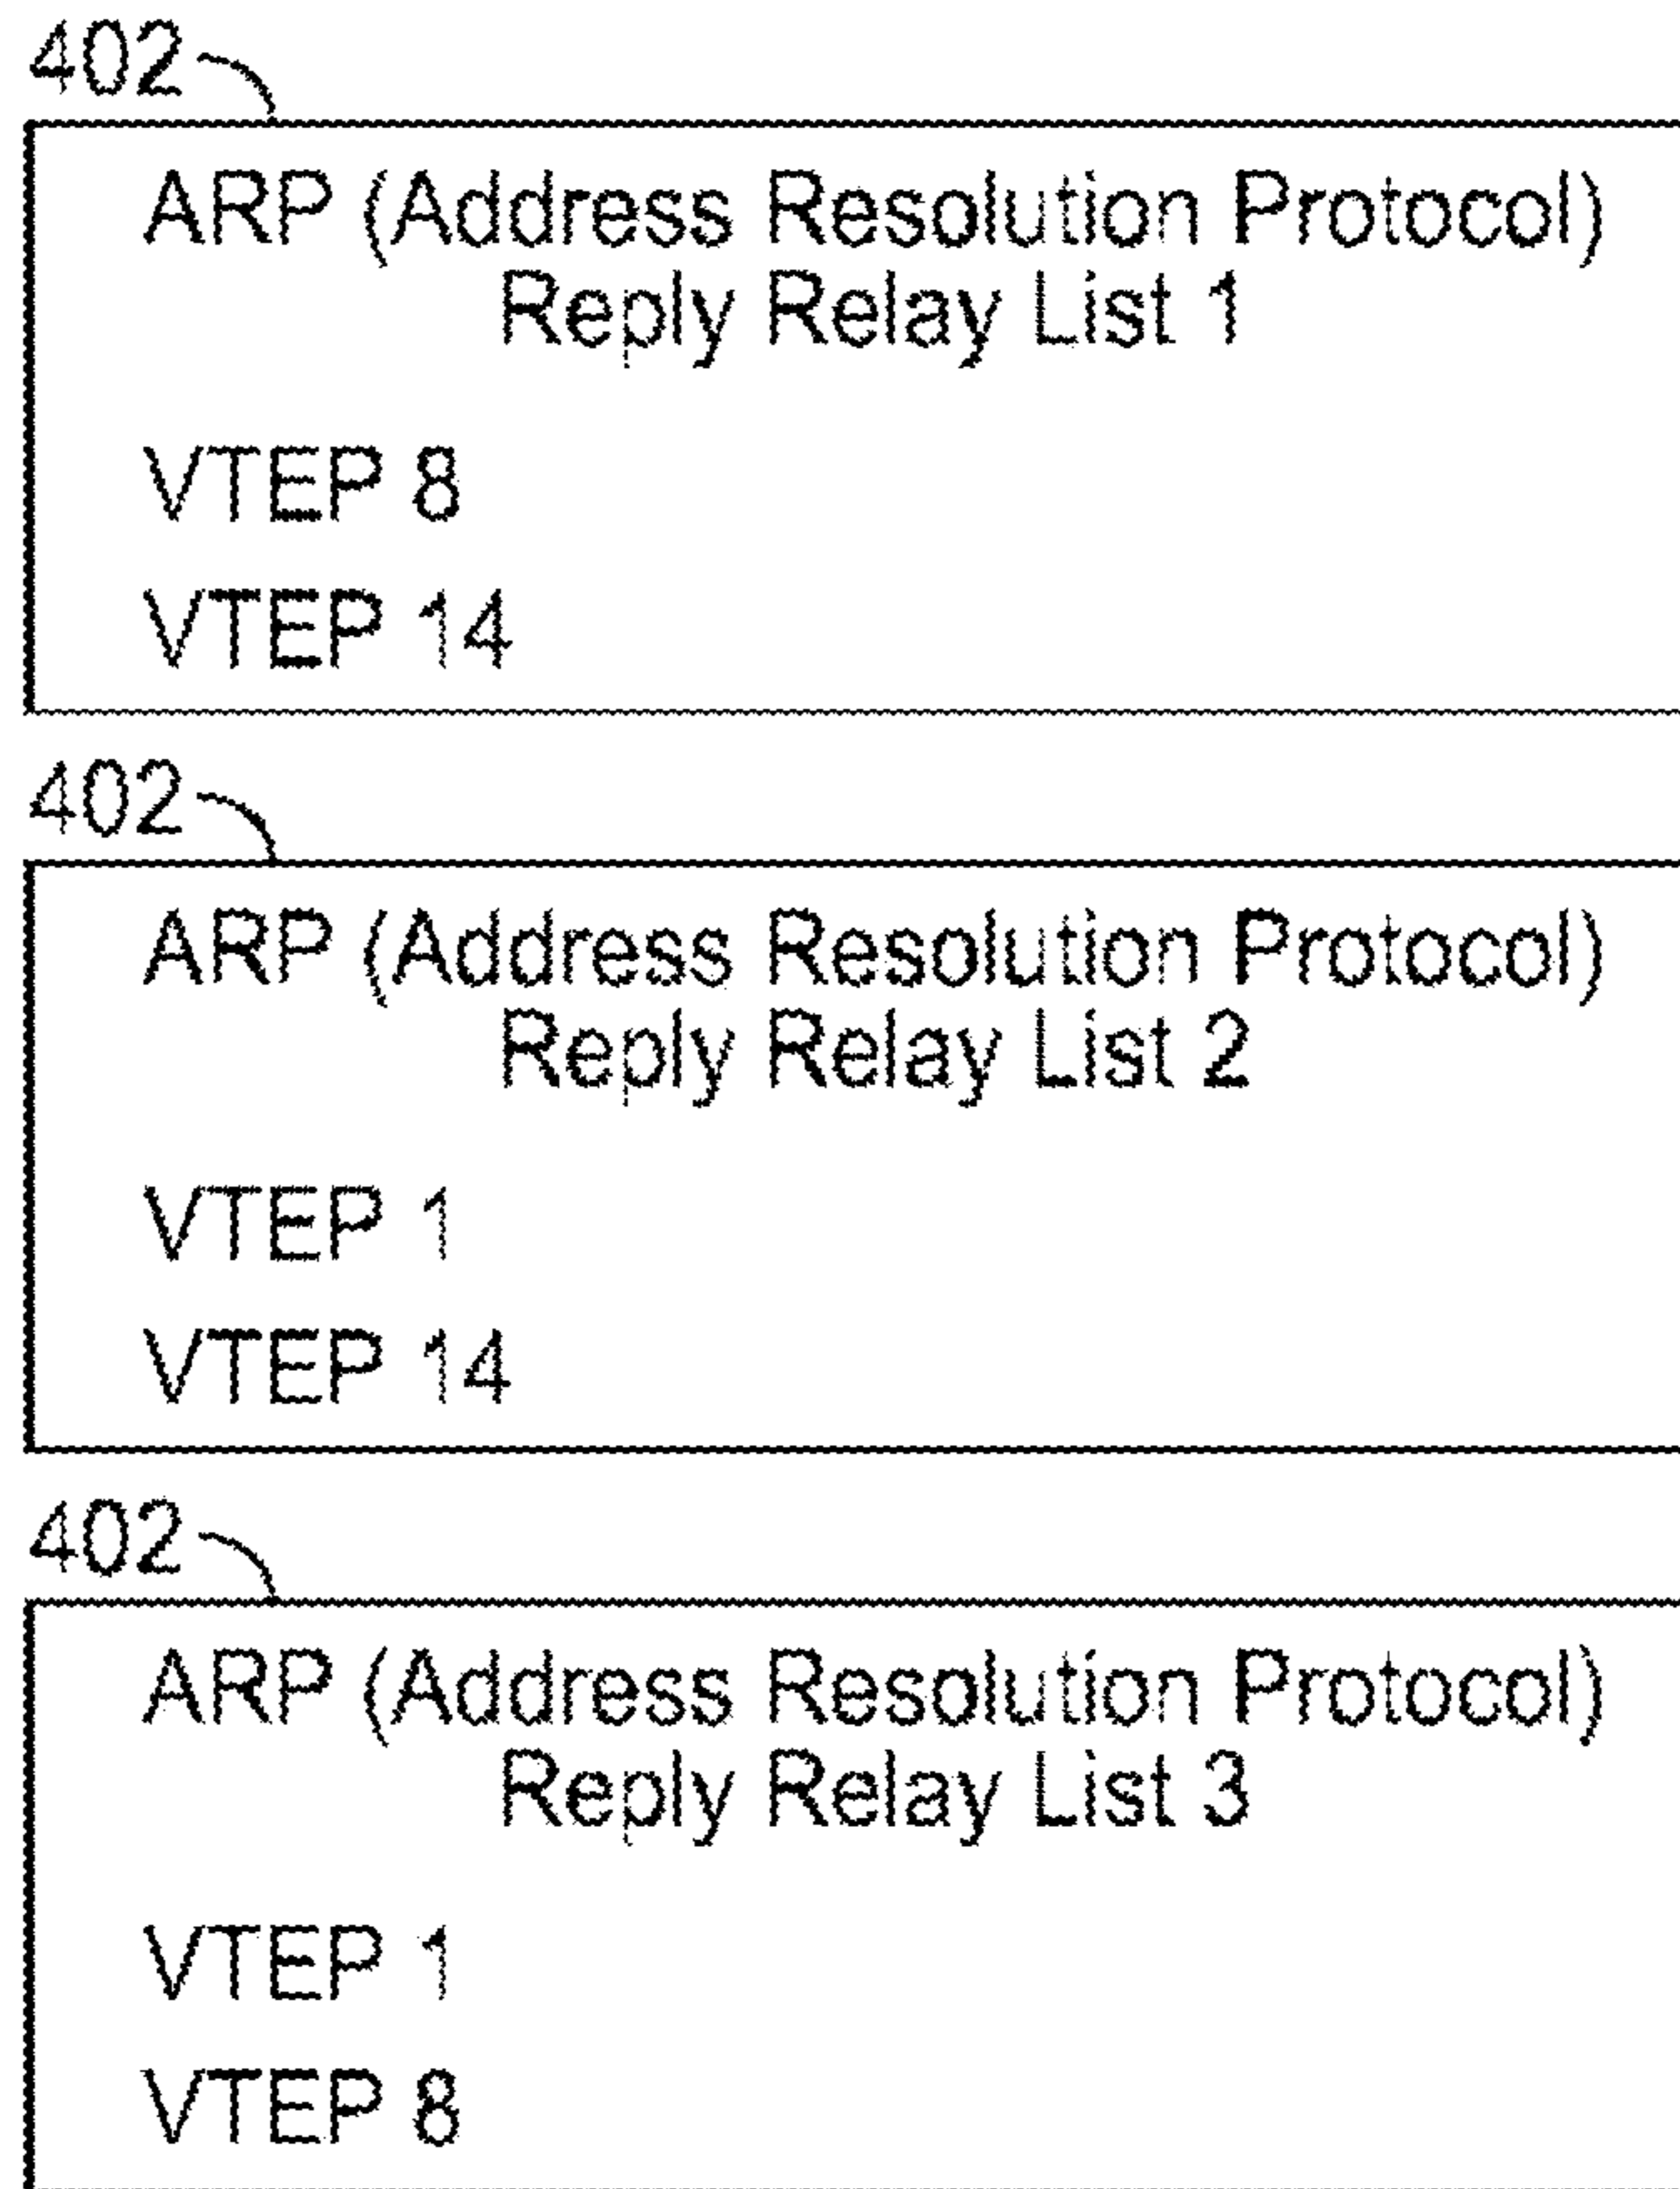 402
ARP (Address Resolution Protocol)
Reply Relay List 1
VTEP 8
VTEP 14
402
ARP (Address Resolution Protocol)
Reply Relay List 2
VTEP 1
VTEP 14
402
ARP (Address Resolution Protocol)
Reply Relay List 3
VTEP 1
VTEP 8